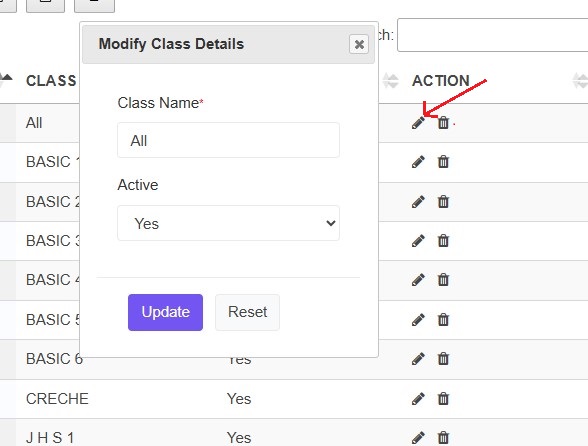 Modify Class Details
ch:
CLASS
ACTION
Class Name*
All
All
BASIC 1
Active
BASIC 2
Yes
BASIC 3
BASIC 4
BASIC 5
Update
Reset
BASIC 6
Yes
CRECHE
Yes
J H S 1
Yes